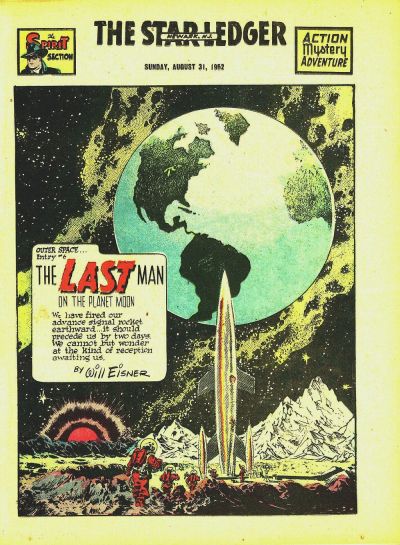 The
SPIRIT
SECTION
THE STAR LEDGER
NEWARK, N.J.
SUNDAY, AUGUST 31, 1952
ACTION
Mystery
ADVENTURE
OUTER SPACE...
Entry #6
THE LAST MAN
ON THE PLANET MOON
We have fired our
advance signal rocket
earthward...it should
precede us by two days.
We cannot but wonder
at the kind of reception
awaiting us.
BY Will EISNER